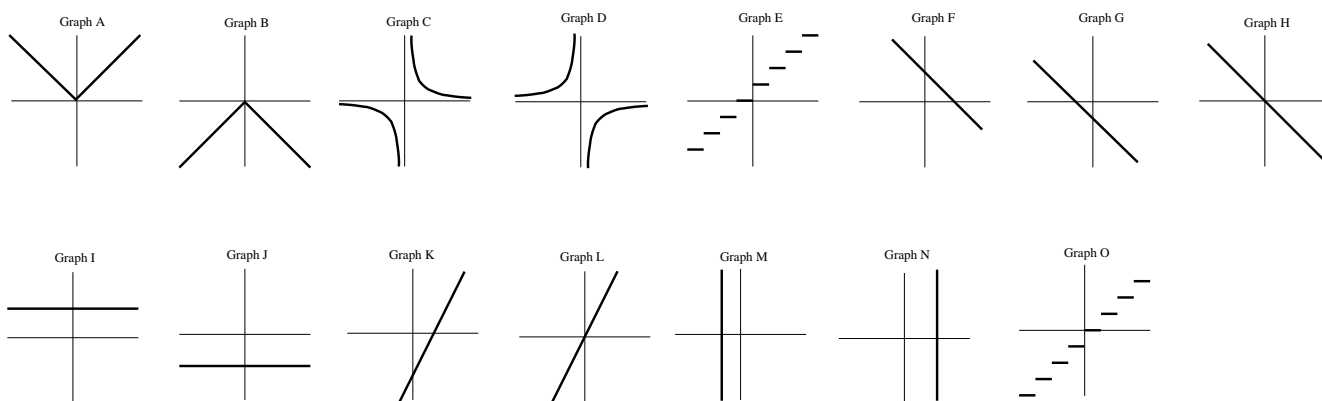 Graph A
Graph B
Graph C
Graph D
Graph E
Graph F
Graph G
Graph H
Graph I
Graph J
Graph K
Graph L
Graph M
Graph N
Graph O